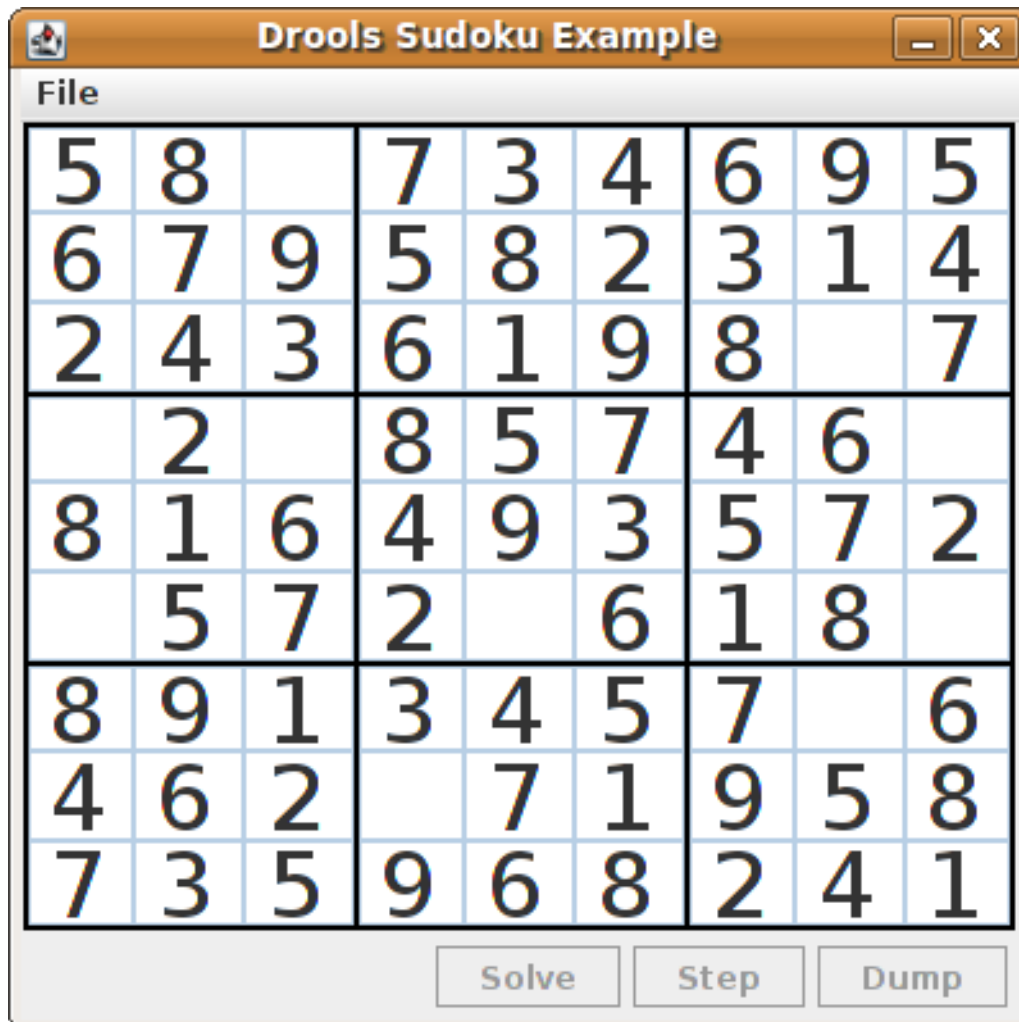 Drools Sudoku Example
File
5 8 7 3 4 6 9 5
6 7 9 5 8 2 3 1 4
2 4 3 6 1 9 8 7
2 8 5 7 4 6
8 1 6 4 9 3 5 7 2
5 7 2 6 1 8
8 9 1 3 4 5 7 6
4 6 2 7 1 9 5 8
7 3 5 9 6 8 2 4 1
Solve Step Dump